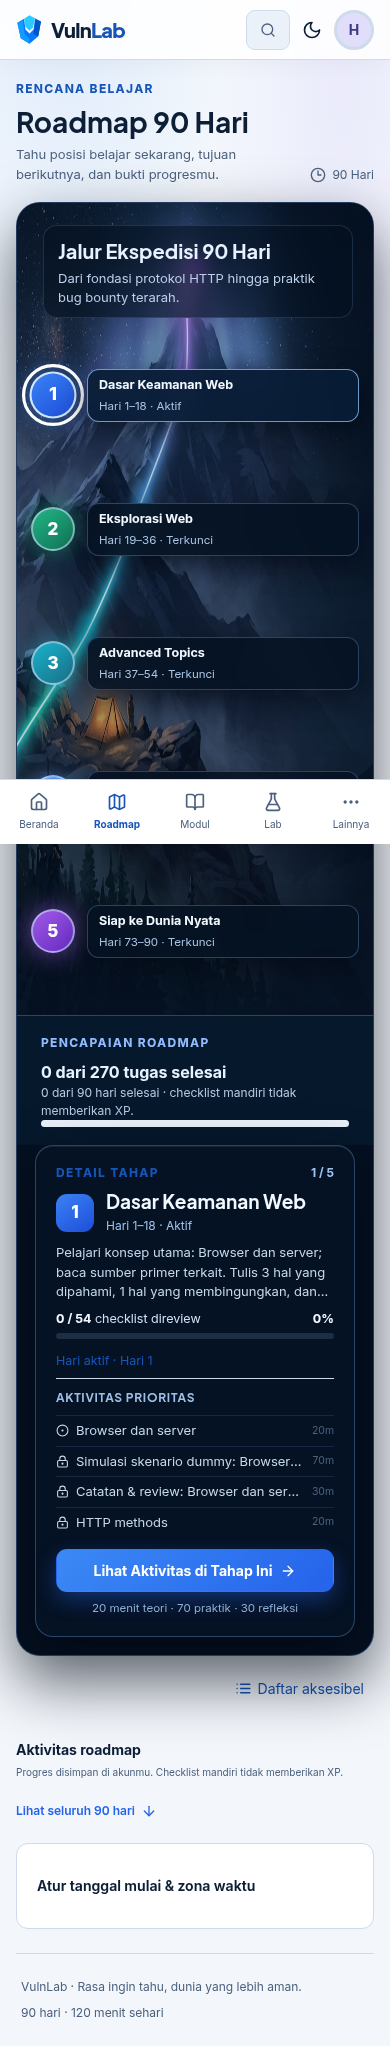 VulnLab
H
RENCANA BELAJAR
Roadmap 90 Hari
Tahu posisi belajar sekarang, tujuan
berikutnya, dan bukti progresmu.
90 Hari
Jalur Ekspedisi 90 Hari
Dari fondasi protokol HTTP hingga praktik
bug bounty terarah.
1
Dasar Keamanan Web
Hari 1–18 · Aktif
2
Eksplorasi Web
Hari 19–36 · Terkunci
3
Advanced Topics
Hari 37–54 · Terkunci
Beranda
Roadmap
Modul
Lab
Lainnya
5
Siap ke Dunia Nyata
Hari 73–90 · Terkunci
PENCAPAIAN ROADMAP
0 dari 270 tugas selesai
0 dari 90 hari selesai · checklist mandiri tidak
memberikan XP.
DETAIL TAHAP
1 / 5
1
Dasar Keamanan Web
Hari 1–18 · Aktif
Pelajari konsep utama: Browser dan server;
baca sumber primer terkait. Tulis 3 hal yang
dipahami, 1 hal yang membingungkan, dan...
0 / 54 checklist direview
0%
Hari aktif · Hari 1
AKTIVITAS PRIORITAS
Browser dan server
20m
Simulasi skenario dummy: Browser...
70m
Catatan & review: Browser dan ser...
30m
HTTP methods
20m
Lihat Aktivitas di Tahap Ini
20 menit teori · 70 praktik · 30 refleksi
Daftar aksesibel
Aktivitas roadmap
Progres disimpan di akunmu. Checklist mandiri tidak memberikan XP.
Lihat seluruh 90 hari
Atur tanggal mulai & zona waktu
VulnLab · Rasa ingin tahu, dunia yang lebih aman.
90 hari · 120 menit sehari